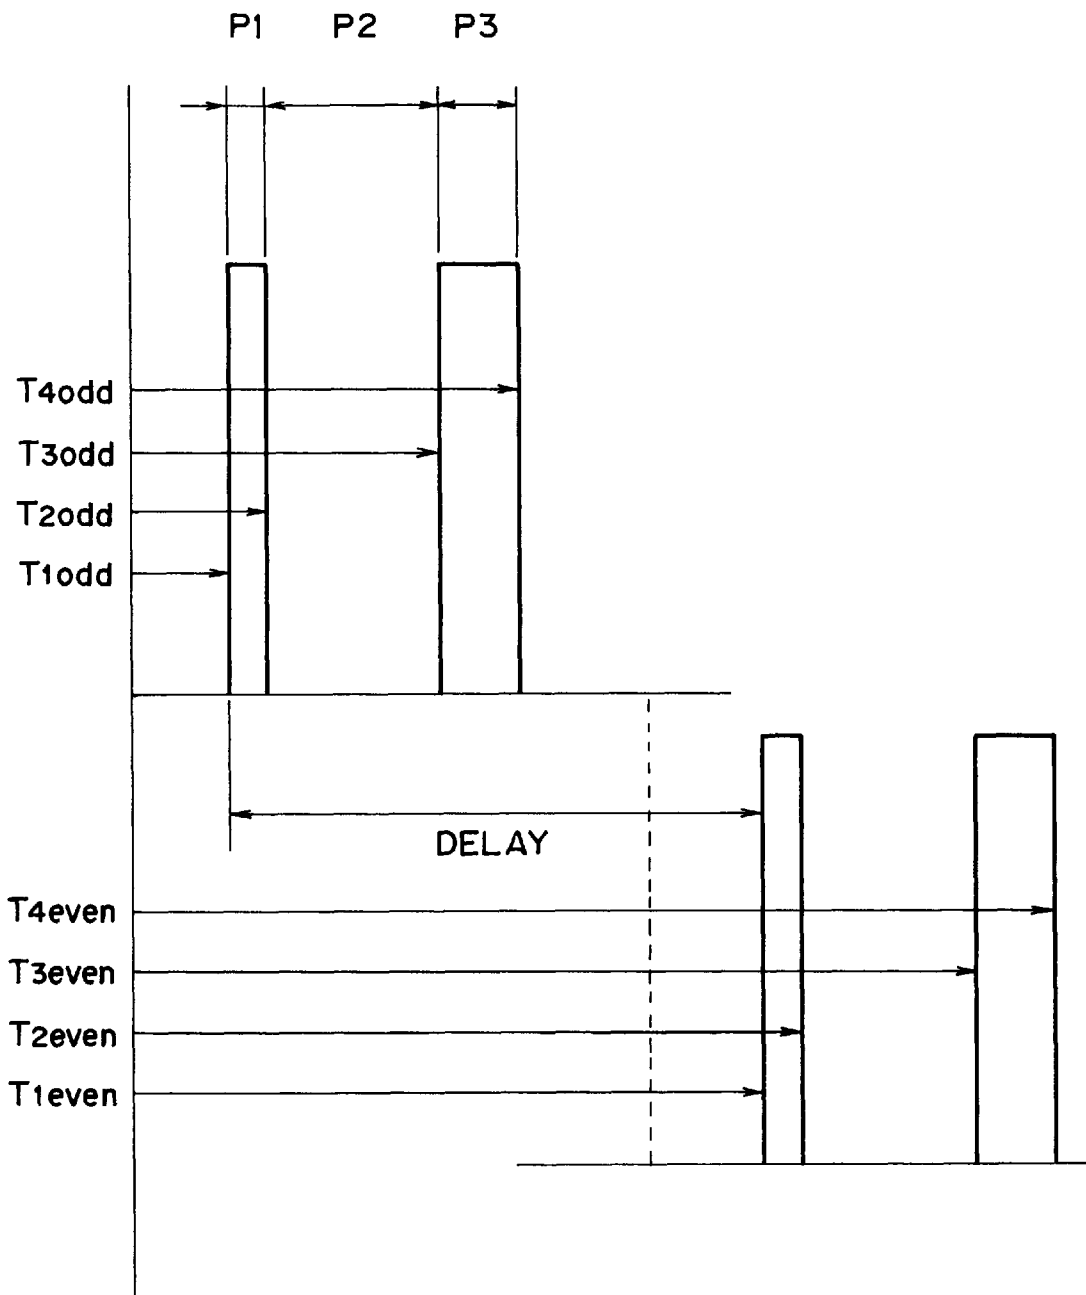 P1 P2 P3
T4odd
T3odd
T2odd
T1odd
DELAY
T4even
T3even
T2even
T1even